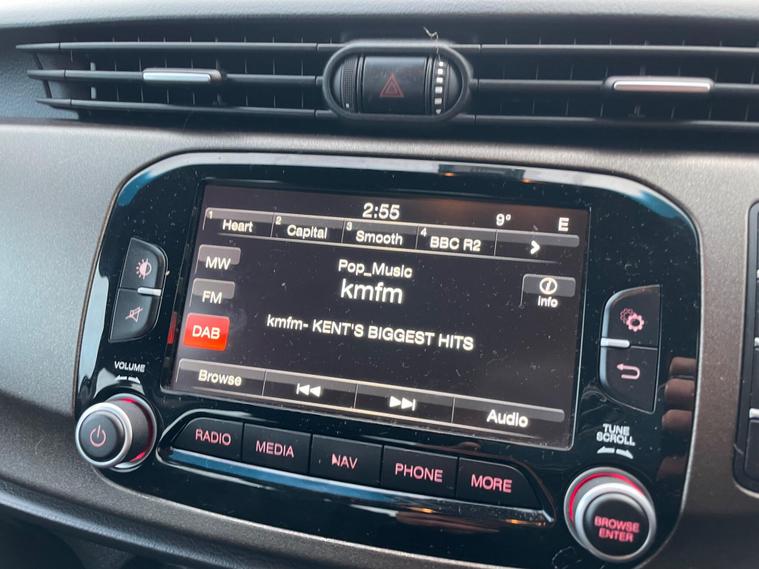 2:55 9° E
1 Heart 2 Capital 3 Smooth 4 BBC R2 >
MW
Pop_Music
kmfm
i Info
FM
DAB
kmfm- KENT'S BIGGEST HITS
Browse Audio
VOLUME
RADIO MEDIA NAV PHONE MORE
TUNE
SCROLL
BROWSE
ENTER